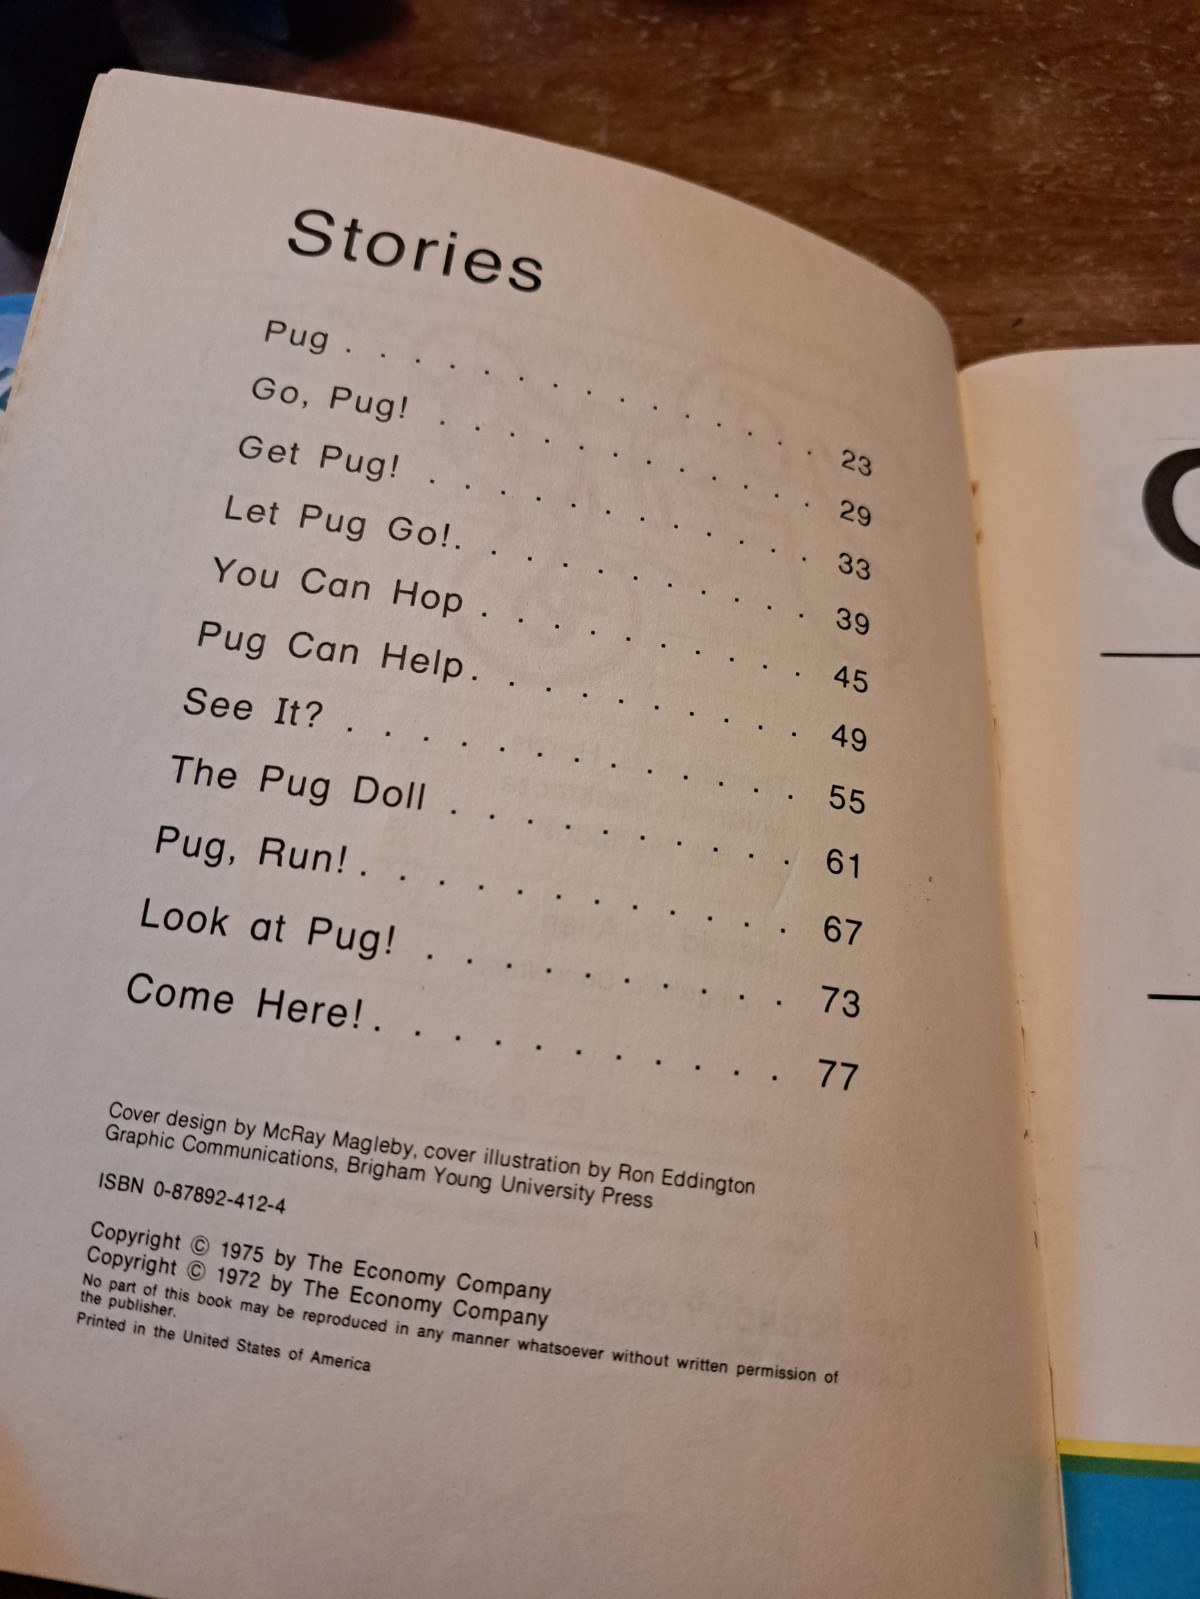 Stories
Pug . . . . . . . . . . . . . . 23
Go, Pug! . . . . . . . . . . . 29
Get Pug! . . . . . . . . . . . 33
Let Pug Go!. . . . . . . . . . 39
You Can Hop . . . . . . . . . 45
Pug Can Help. . . . . . . . . . 49
See It? . . . . . . . . . . . . 55
The Pug Doll . . . . . . . . . 61
Pug, Run! . . . . . . . . . . . 67
Look at Pug! . . . . . . . . . 73
Come Here!. . . . . . . . . . . 77
Cover design by McRay Magleby, cover illustration by Ron Eddington
Graphic Communications, Brigham Young University Press
ISBN 0-87892-412-4
Copyright © 1975 by The Economy Company
Copyright © 1972 by The Economy Company
No part of this book may be reproduced in any manner whatsoever without written permission of
the publisher.
Printed in the United States of America